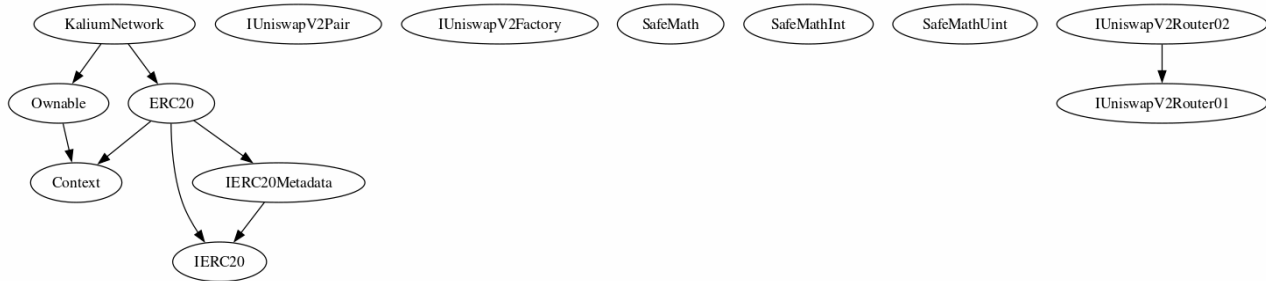 KaliumNetwork IUniswapV2Pair IUniswapV2Factory SafeMath SafeMathInt SafeMathUint IUniswapV2Router02
Ownable ERC20 IUniswapV2Router01
Context IERC20Metadata
IERC20